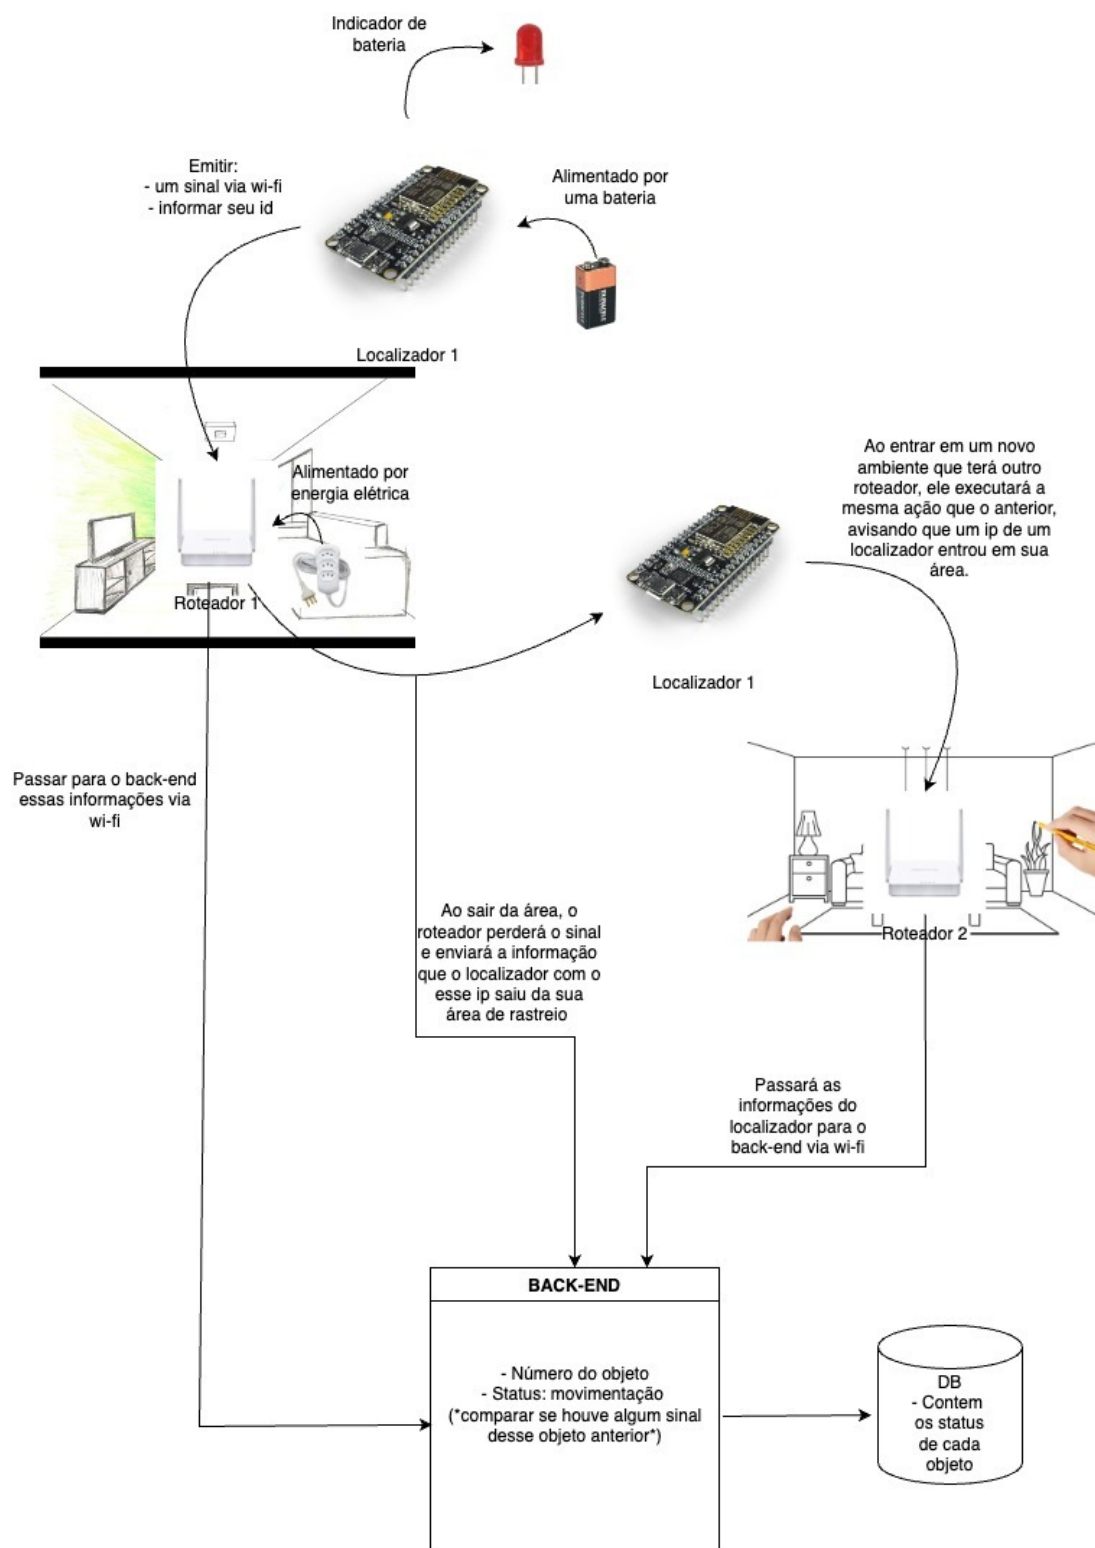 Indicador de
bateria
Emitir:
- um sinal via wi-fi
- informar seu id
Alimentado por
uma bateria
Localizador 1
Alimentado por
energia elétrica
Roteador 1
Ao entrar em um novo
ambiente que terá outro
roteador, ele executará a
mesma ação que o anterior,
avisando que um ip de um
localizador entrou em sua
área.
Localizador 1
Passar para o back-end
essas informações via
wi-fi
Roteador 2
Ao sair da área, o
roteador perderá o sinal
e enviará a informação
que o localizador com o
esse ip saiu da sua
área de rastreio
Passará as
informações do
localizador para o
back-end via wi-fi
BACK-END
- Número do objeto
- Status: movimentação
(*comparar se houve algum sinal
desse objeto anterior*)
DB
- Contem
os status
de cada
objeto